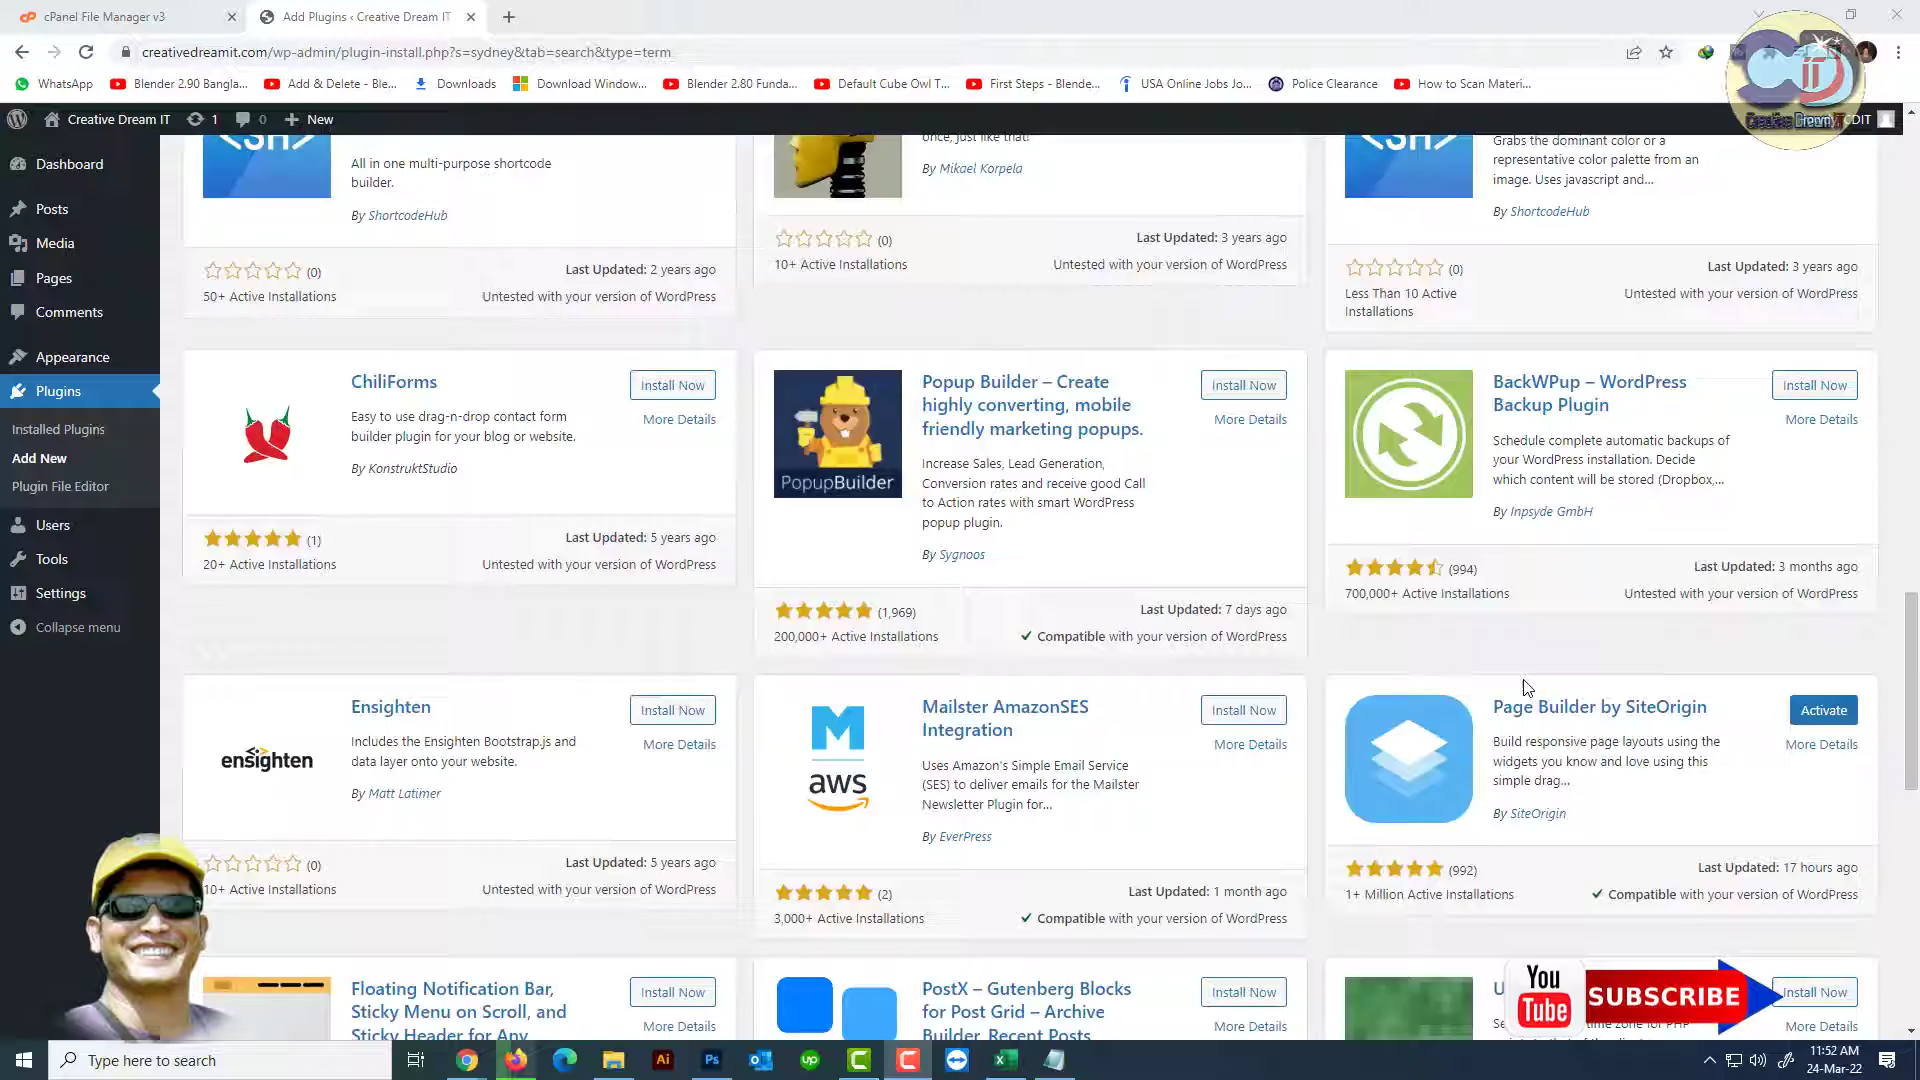 cPanel File Manager v3
Add Plugins ‹ Creative Dream IT
creativedreamit.com/wp-admin/plugin-install.php?s=sydney&tab=search&type=term
WhatsApp
Blender 2.90 Bangla...
Add & Delete - Ble...
Downloads
Download Window...
Blender 2.80 Funda...
Default Cube Owl T...
First Steps - Blende...
USA Online Jobs Jo...
Police Clearance
How to Scan Materi...
Creative Dream IT
1
0
New
CDIT
Creative Dream IT
Dashboard
Posts
Media
Pages
Comments
Appearance
Plugins
Installed Plugins
Add New
Plugin File Editor
Users
Tools
Settings
Collapse menu
<SH>
All in one multi-purpose shortcode
builder.
By ShortcodeHub
(0)
50+ Active Installations
Last Updated: 2 years ago
Untested with your version of WordPress
once, just like that!
By Mikael Korpela
(0)
10+ Active Installations
Last Updated: 3 years ago
Untested with your version of WordPress
<SH>
Grabs the dominant color or a
representative color palette from an
image. Uses javascript and...
By ShortcodeHub
(0)
Less Than 10 Active
Installations
Last Updated: 3 years ago
Untested with your version of WordPress
ChiliForms
Install Now
More Details
Easy to use drag-n-drop contact form
builder plugin for your blog or website.
By KonstruktStudio
(1)
20+ Active Installations
Last Updated: 5 years ago
Untested with your version of WordPress
PopupBuilder
Popup Builder – Create
highly converting, mobile
friendly marketing popups.
Install Now
More Details
Increase Sales, Lead Generation,
Conversion rates and receive good Call
to Action rates with smart WordPress
popup plugin.
By Sygnoos
(1,969)
200,000+ Active Installations
Last Updated: 7 days ago
Compatible with your version of WordPress
BackWPup – WordPress
Backup Plugin
Install Now
More Details
Schedule complete automatic backups of
your WordPress installation. Decide
which content will be stored (Dropbox,...
By Inpsyde GmbH
(994)
700,000+ Active Installations
Last Updated: 3 months ago
Untested with your version of WordPress
ensighten
Ensighten
Install Now
More Details
Includes the Ensighten Bootstrap.js and
data layer onto your website.
By Matt Latimer
(0)
10+ Active Installations
Last Updated: 5 years ago
Untested with your version of WordPress
aws
Mailster AmazonSES
Integration
Install Now
More Details
Uses Amazon's Simple Email Service
(SES) to deliver emails for the Mailster
Newsletter Plugin for...
By EverPress
(2)
3,000+ Active Installations
Last Updated: 1 month ago
Compatible with your version of WordPress
Page Builder by SiteOrigin
Activate
More Details
Build responsive page layouts using the
widgets you know and love using this
simple drag...
By SiteOrigin
(992)
1+ Million Active Installations
Last Updated: 17 hours ago
Compatible with your version of WordPress
Floating Notification Bar,
Sticky Menu on Scroll, and
Sticky Header for Any
Install Now
More Details
PostX – Gutenberg Blocks
for Post Grid – Archive
Builder, Recent Posts
Install Now
More Details
Install Now
More Details
You
Tube
SUBSCRIBE
Type here to search
Ai
Ps
up
11:52 AM
24-Mar-22